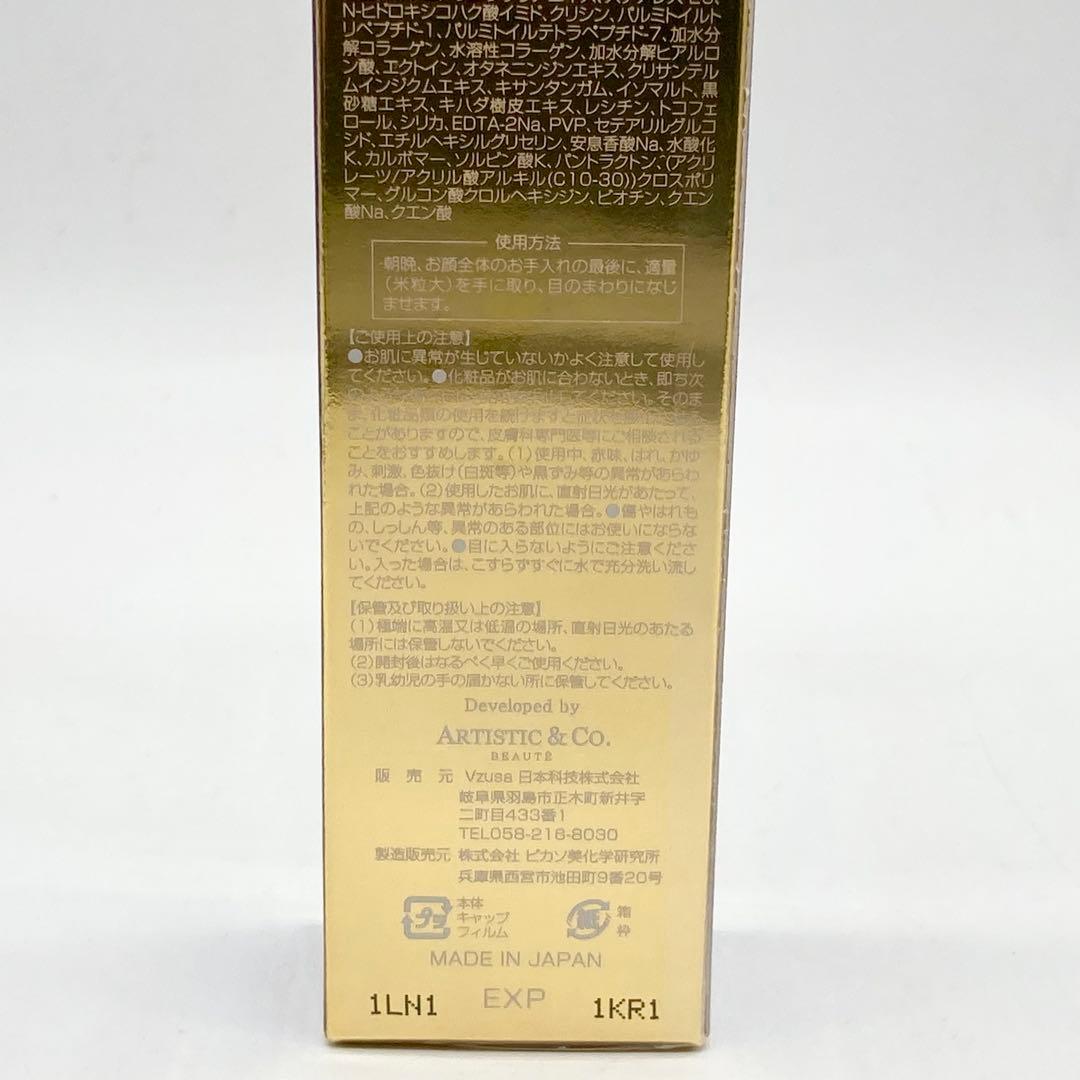 N-ヒドロキシコハク酸イミド、クリシン、パルミトイルト
リペプチド-1、パルミトイルテトラペプチド-7、加水分
解コラーゲン、水溶性コラーゲン、加水分解ヒアルロ
ン酸、エクトイン、オタネニンジンエキス、クリサンテル
ムインジクムエキス、キサンタンガム、イソマルト、黒
砂糖エキス、キハダ樹皮エキス、レシチン、トコフェ
ロール、シリカ、EDTA-2Na、PVP、セテアリルグルコ
シド、エチルヘキシルグリセリン、安息香酸Na、水酸化
K、カルボマー、ソルビン酸K、パントラクトン、(アクリ
レーツ/アクリル酸アルキル(C10-30))クロスポリ
マー、グルコン酸クロルヘキシジン、ビオチン、クエン
酸Na、クエン酸
使用方法
朝晩、お顔全体のお手入れの最後に、適量
(米粒大)を手に取り、目のまわりになじ
ませます。
【ご使用上の注意】
●お肌に異常が生じていないかよく注意して使用し
てください。●化粧品がお肌に合わないとき、即ち次
してください。そのま
ま、化粧品類の使用を続けますと症状
ことがありますので、皮膚科専門医等にご相談される
ことをおすすめします。(1)使用中、赤味、はれ、かゆ
み、刺激、色抜け(白斑等)や黒ずみ等の異常があらわ
れた場合。(2)使用したお肌に、直射日光があたって、
上記のような異常があらわれた場合。●傷やはれも
の、しっしん等、異常のある部位にはお使いにならな
いでください。●目に入らないようにご注意くださ
い。入った場合は、こすらずすぐに水で充分洗い流し
てください。
【保管及び取り扱い上の注意】
(1)極端に高温又は低温の場所、直射日光のあたる
場所には保管しないでください。
(2)開封後はなるべく早くご使用ください。
(3)乳幼児の手の届かない所に保管してください。
Developed by
ARTISTIC & CO.
BEAUTÉ
販売元 Vzusa 日本科技株式会社
岐阜県羽島市正木町新井字
二町目433番1
TEL058-216-8030
製造販売元 株式会社 ピカソ美化学研究所
兵庫県西宮市池田町9番20号
プラ 本体
キャップ
フィルム
紙 箱
枠
MADE IN JAPAN
1LN1 EXP 1KR1